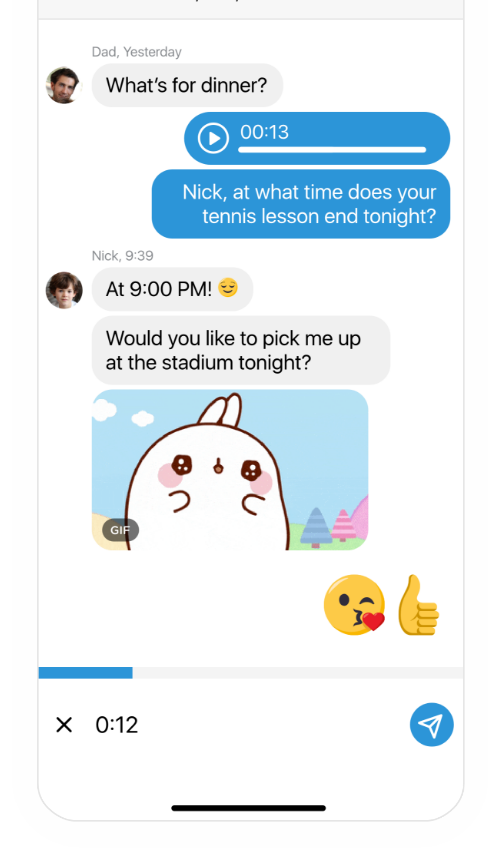 Dad, Yesterday
What's for dinner?
00:13
Nick, at what time does your
tennis lesson end tonight?
Nick, 9:39
At 9:00 PM! 😌
Would you like to pick me up
at the stadium tonight?
GIF
0:12